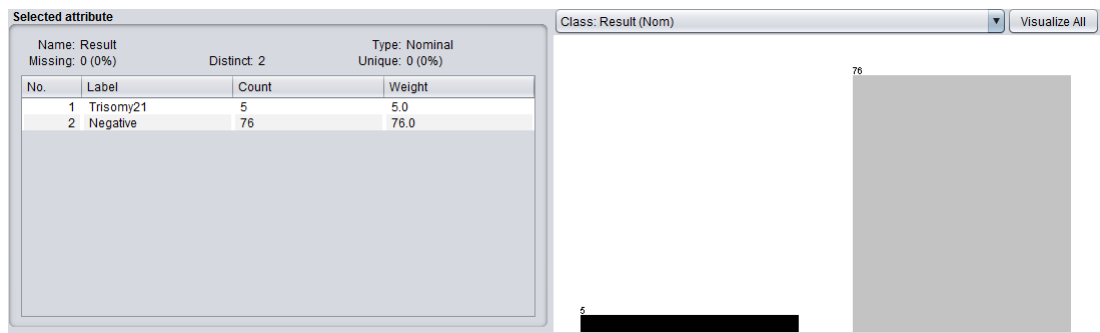 Selected attribute
Name: Result Type: Nominal
Missing: 0 (0%) Distinct: 2 Unique: 0 (0%)
No. Label Count Weight
1 Trisomy21 5 5.0
2 Negative 76 76.0
Class: Result (Nom) Visualize All
76
5